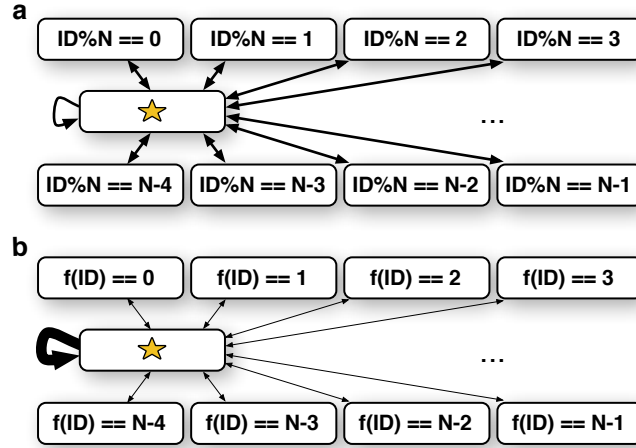 a
ID%N == 0 ID%N == 1 ID%N == 2 ID%N == 3
...
ID%N == N-4 ID%N == N-3 ID%N == N-2 ID%N == N-1
b
f(ID) == 0 f(ID) == 1 f(ID) == 2 f(ID) == 3
...
f(ID) == N-4 f(ID) == N-3 f(ID) == N-2 f(ID) == N-1